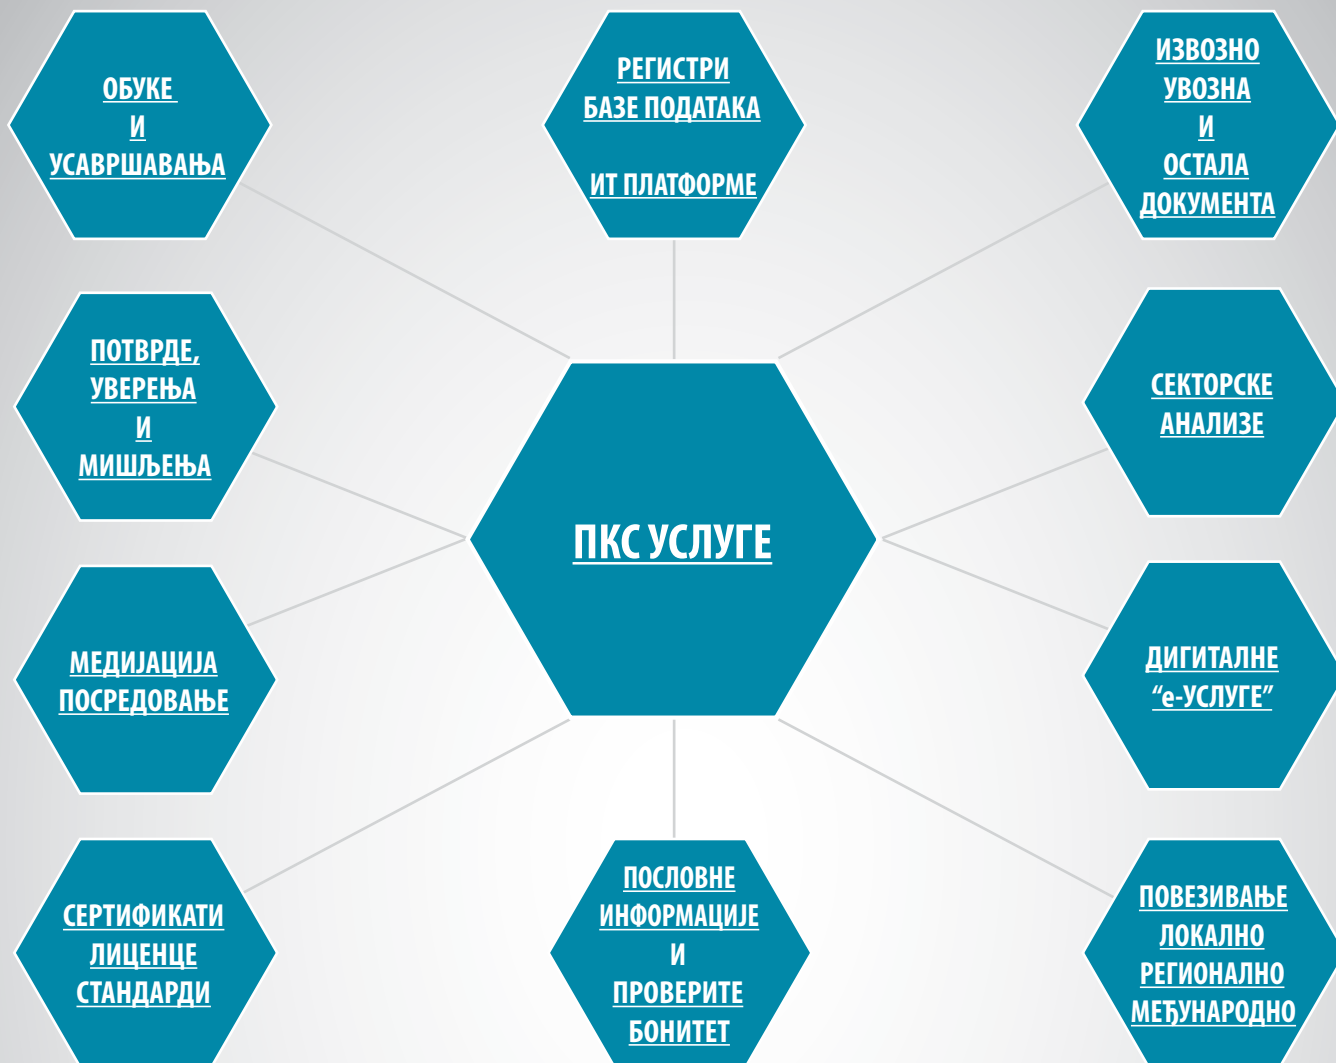 ОБУКЕ
И
УСАВРШАВАЊА
РЕГИСТРИ
БАЗЕ ПОДАТАКА
ИТ ПЛАТФОРМЕ
ИЗВОЗНО
УВОЗНА
И
ОСТАЛА
ДОКУМЕНТА
ПОТВРДЕ,
УВЕРЕЊА
И
МИШЉЕЊА
СЕКТОРСКЕ
АНАЛИЗЕ
ПКС УСЛУГЕ
МЕДИЈАЦИЈА
ПОСРЕДОВАЊЕ
ДИГИТАЛНЕ
“е-УСЛУГЕ”
СЕРТИФИКАТИ
ЛИЦЕНЦЕ
СТАНДАРДИ
ПОСЛОВНЕ
ИНФОРМАЦИЈЕ
И
ПРОВЕРИТЕ
БОНИТЕТ
ПОВЕЗИВАЊЕ
ЛОКАЛНО
РЕГИОНАЛНО
МЕЂУНАРОДНО